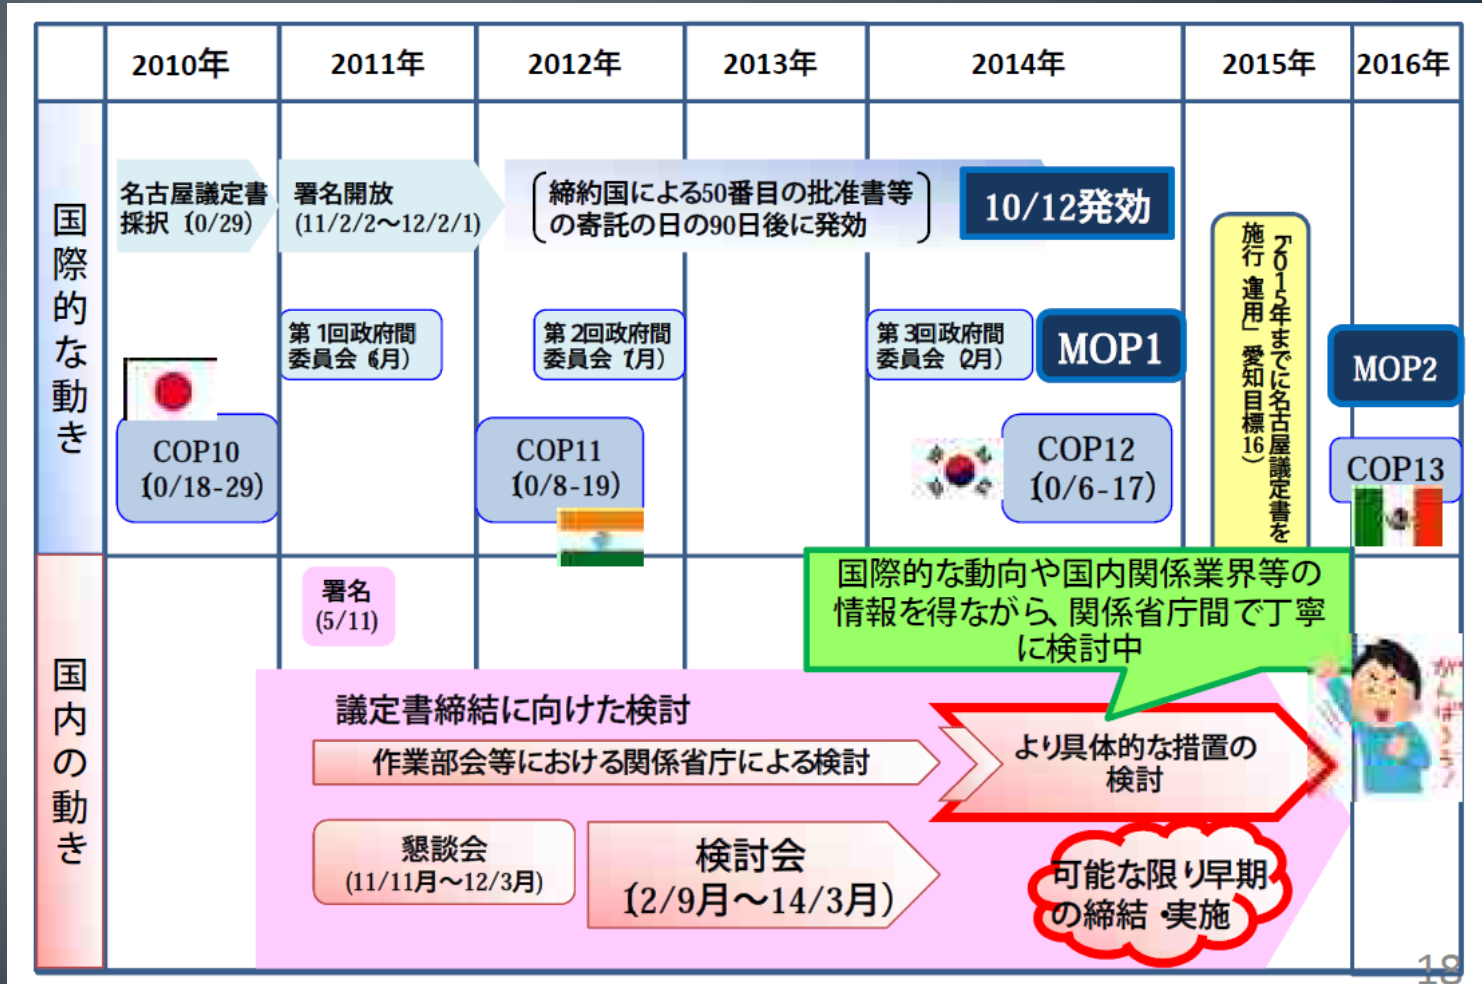 2010年
2011年
2012年
2013年
2014年
2015年
2016年
国際的な動き
名古屋議定書
採択 (10/29)
署名開放
(11/2/2～12/2/1)
締約国による50番目の批准書等
の寄託の日の90日後に発効
10/12発効
第1回政府間
委員会 (6月)
第2回政府間
委員会 (7月)
第3回政府間
委員会 (2月)
MOP1
MOP2
「2015年までに名古屋議定書を
施行・運用」(愛知目標16)
COP10
(10/18-29)
COP11
(10/8-19)
COP12
(10/6-17)
COP13
国内の動き
署名
(5/11)
国際的な動向や国内関係業界等の
情報を得ながら、関係省庁間で丁寧
に検討中
がんばろう!
議定書締結に向けた検討
作業部会等における関係省庁による検討
より具体的な措置の
検討
懇談会
(11/11月～12/3月)
検討会
(12/9月～14/3月)
可能な限り早期
の締結・実施
18